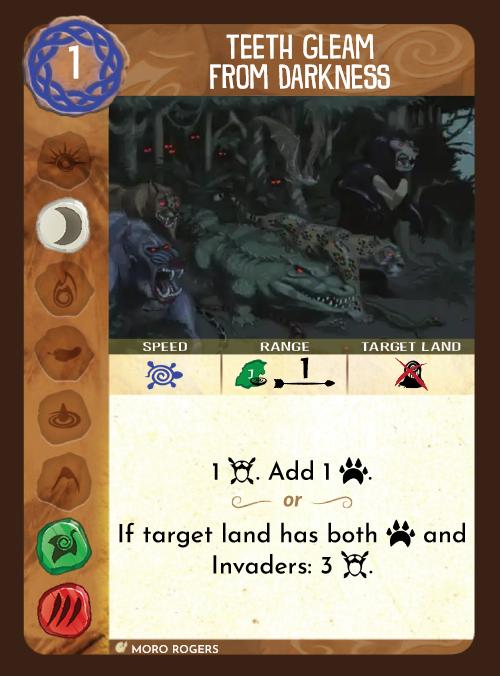 1
TEETH GLEAM
FROM DARKNESS
SPEED RANGE TARGET LAND
1 1
1 . Add 1 .
or
If target land has both and
Invaders: 3 .
MORO ROGERS